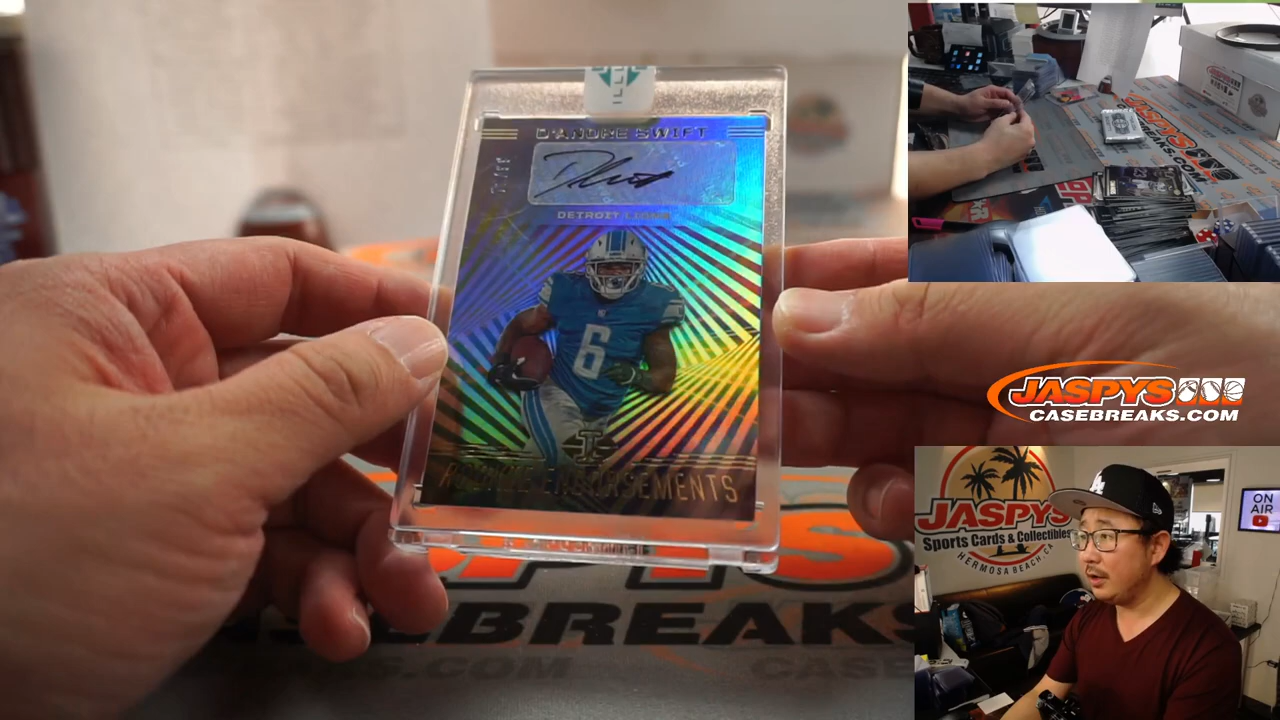 D'ANDRE SWIFT
DETROIT LIONS
6
ROOKIE ENDORSEMENTS
JASPYS
CASEBREAKS.COM
JASPYS
Sports Cards & Collectibles
HERMOSA BEACH, CA
ON
AIR
CASEBREAKS